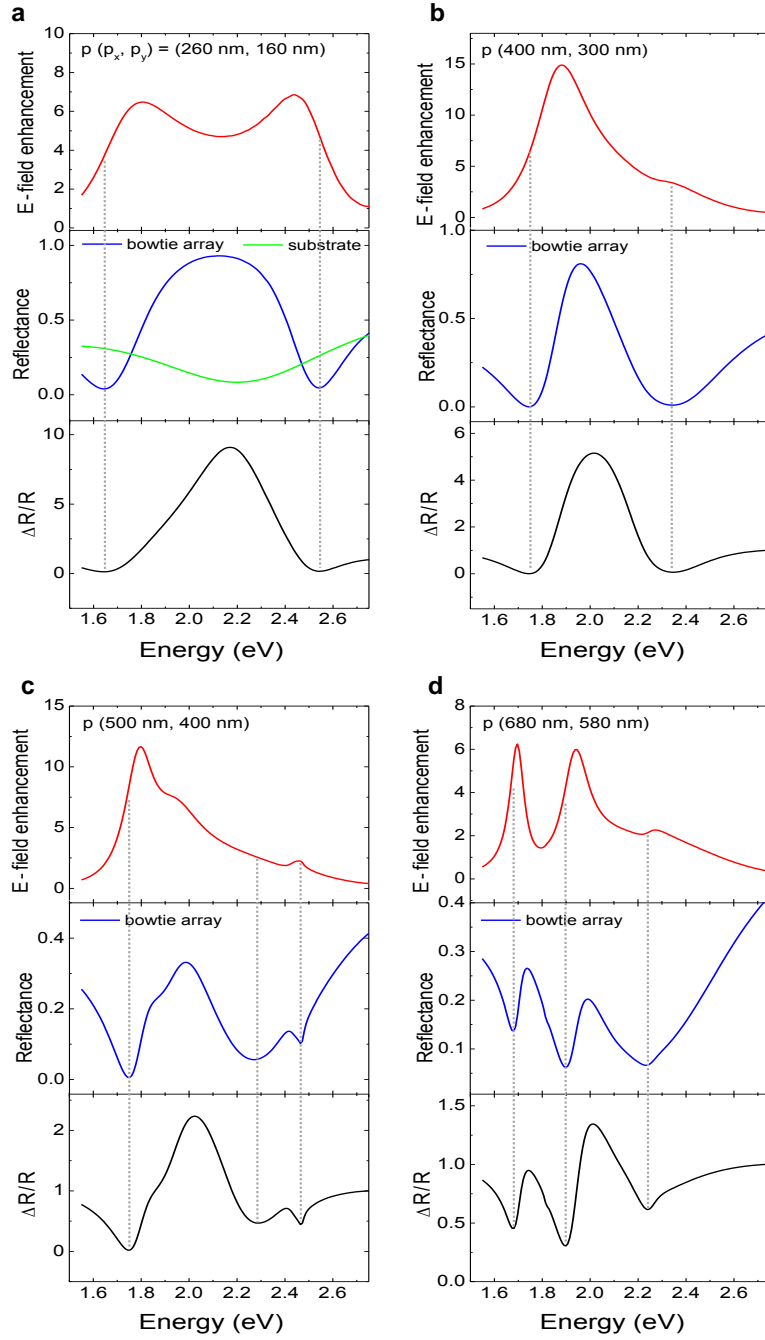 a
p (px, py) = (260 nm, 160 nm)
E-field enhancement
10
8
6
4
2
0
bowtie array
substrate
Reflectance
1.0
0.5
0.0
ΔR/R
10
5
0
1.6 1.8 2.0 2.2 2.4 2.6
Energy (eV)
b
p (400 nm, 300 nm)
E-field enhancement
15
10
5
0
bowtie array
Reflectance
1.0
0.5
0.0
ΔR/R
6
4
2
0
1.6 1.8 2.0 2.2 2.4 2.6
Energy (eV)
c
p (500 nm, 400 nm)
E-field enhancement
15
12.5
10.0
7.5
5.0
2.5
0.0
bowtie array
Reflectance
0.4
0.2
0.0
ΔR/R
2
1
0
1.6 1.8 2.0 2.2 2.4 2.6
Energy (eV)
d
p (680 nm, 580 nm)
E-field enhancement
8
6
4
2
0
bowtie array
Reflectance
0.4
0.3
0.2
0.1
ΔR/R
1.5
1.0
0.5
0.0
1.6 1.8 2.0 2.2 2.4 2.6
Energy (eV)